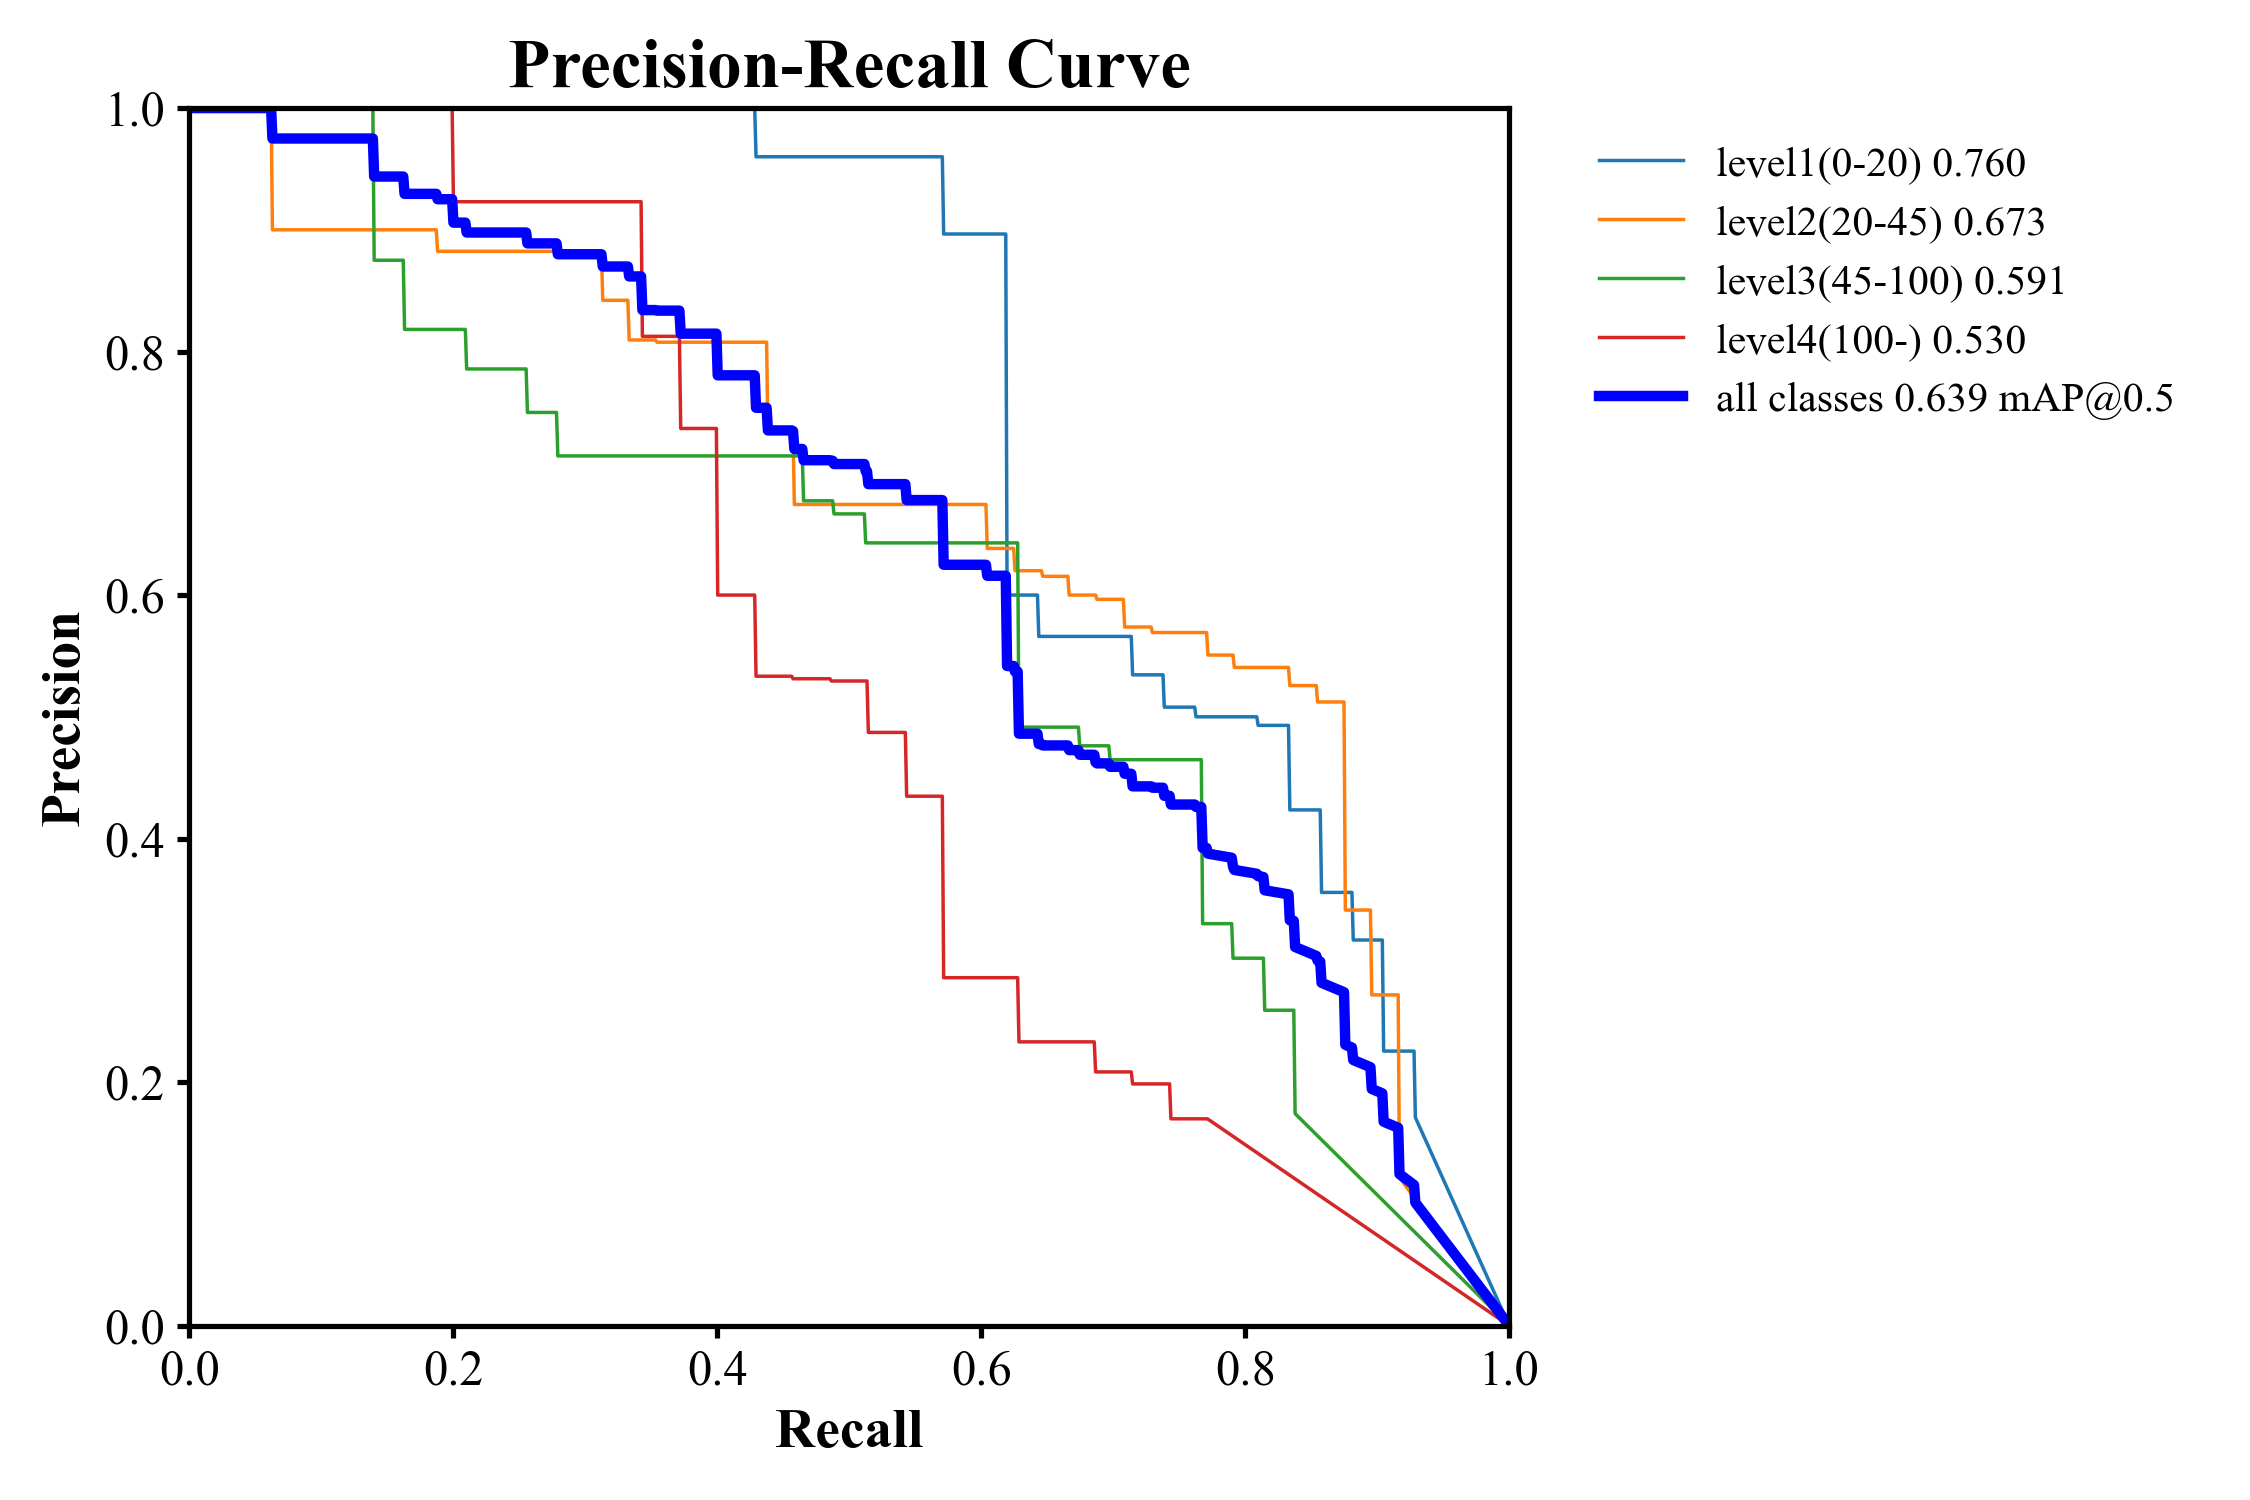 Precision-Recall Curve
1.0
0.8
0.6
0.4
0.2
0.0
Precision
0.0 0.2 0.4 0.6 0.8 1.0
Recall
level1(0-20) 0.760
level2(20-45) 0.673
level3(45-100) 0.591
level4(100-) 0.530
all classes 0.639 mAP@0.5